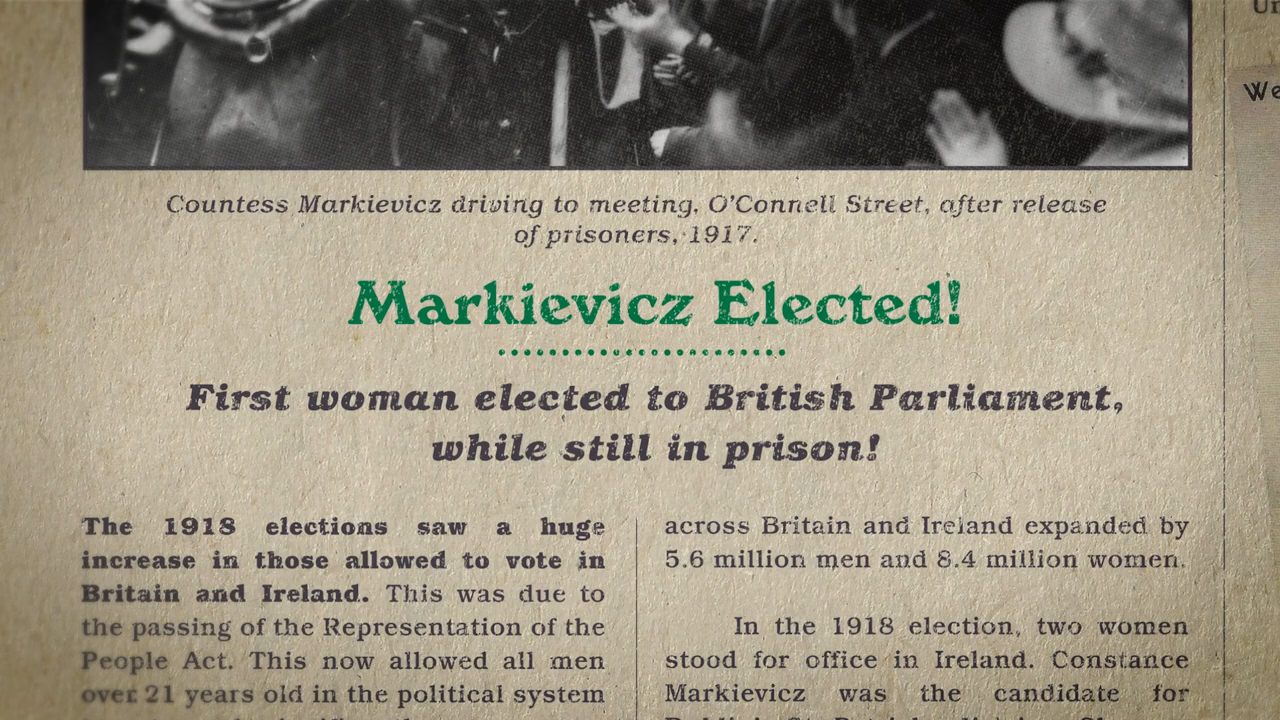 We
Countess Markievicz driving to meeting, O'Connell Street, after release
of prisoners, 1917.
Markievicz Elected!
First woman elected to British Parliament,
while still in prison!
The 1918 elections saw a huge
increase in those allowed to vote in
Britain and Ireland. This was due to
the passing of the Representation of the
People Act. This now allowed all men
over 21 years old in the political system
across Britain and Ireland expanded by
5.6 million men and 8.4 million women.
In the 1918 election, two women
stood for office in Ireland. Constance
Markievicz was the candidate for